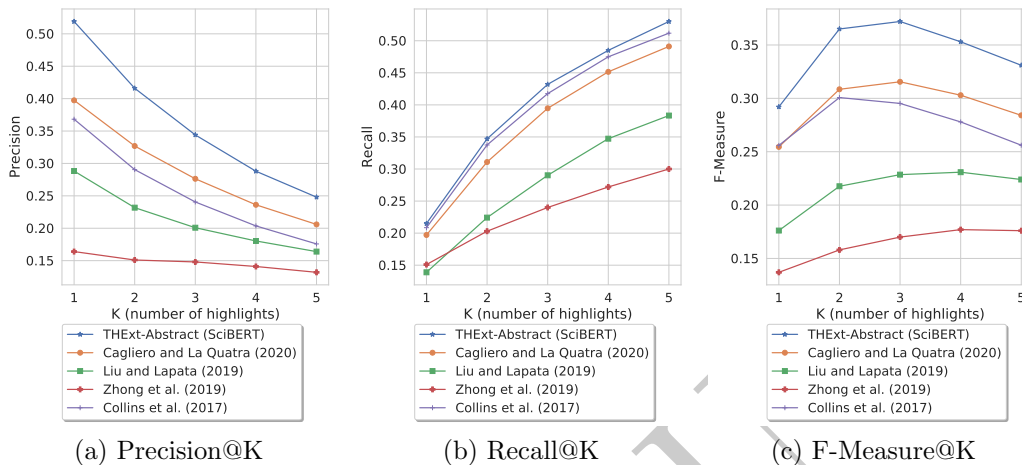 0.50
0.45
0.40
0.35
0.30
0.25
0.20
0.15
Precision
1 2 3 4 5
K (number of highlights)
THExt-Abstract (SciBERT)
Cagliero and La Quatra (2020)
Liu and Lapata (2019)
Zhong et al. (2019)
Collins et al. (2017)
(a) Precision@K
0.50
0.45
0.40
0.35
0.30
0.25
0.20
0.15
Recall
1 2 3 4 5
K (number of highlights)
THExt-Abstract (SciBERT)
Cagliero and La Quatra (2020)
Liu and Lapata (2019)
Zhong et al. (2019)
Collins et al. (2017)
(b) Recall@K
0.35
0.30
0.25
0.20
0.15
F-Measure
1 2 3 4 5
K (number of highlights)
THExt-Abstract (SciBERT)
Cagliero and La Quatra (2020)
Liu and Lapata (2019)
Zhong et al. (2019)
Collins et al. (2017)
(c) F-Measure@K